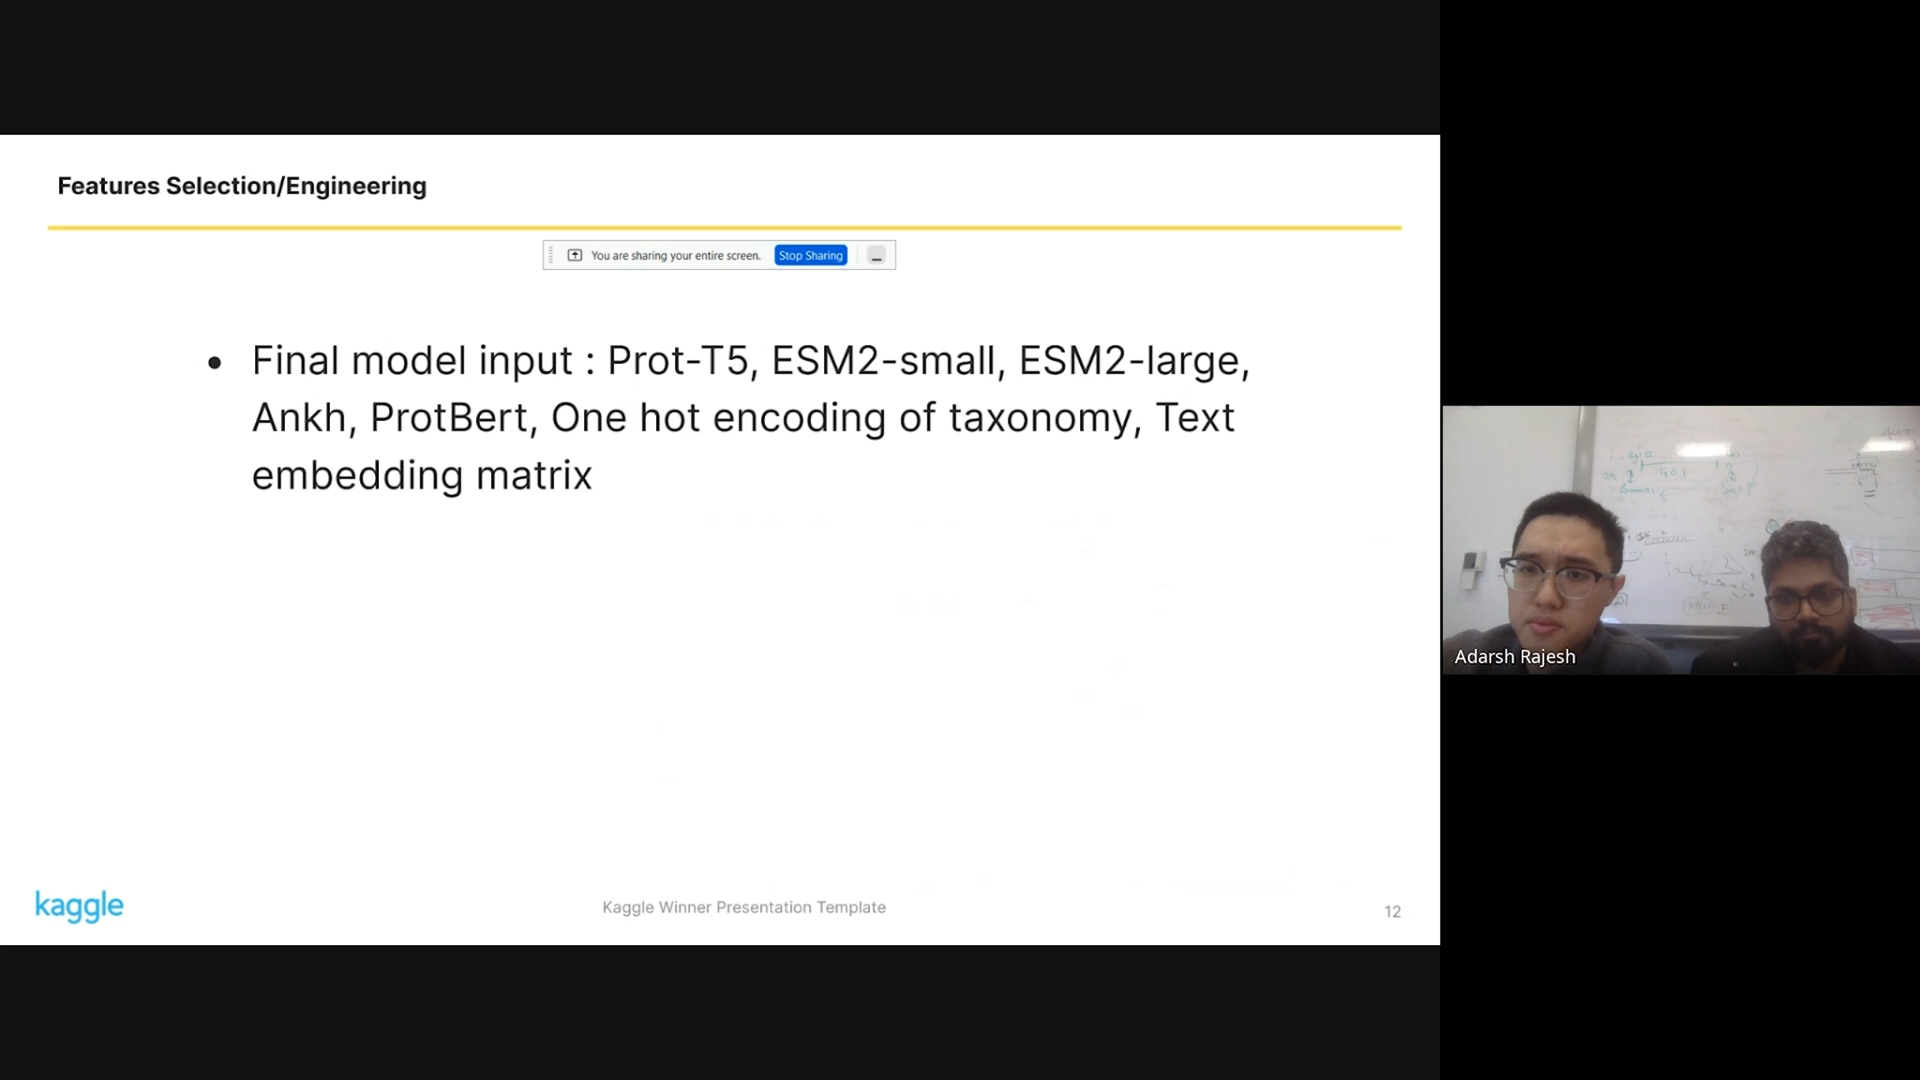 Features Selection/Engineering
You are sharing your entire screen. Stop Sharing
Final model input : Prot-T5, ESM2-small, ESM2-large,
Ankh, ProtBert, One hot encoding of taxonomy, Text
embedding matrix
Adarsh Rajesh
kaggle
Kaggle Winner Presentation Template
12